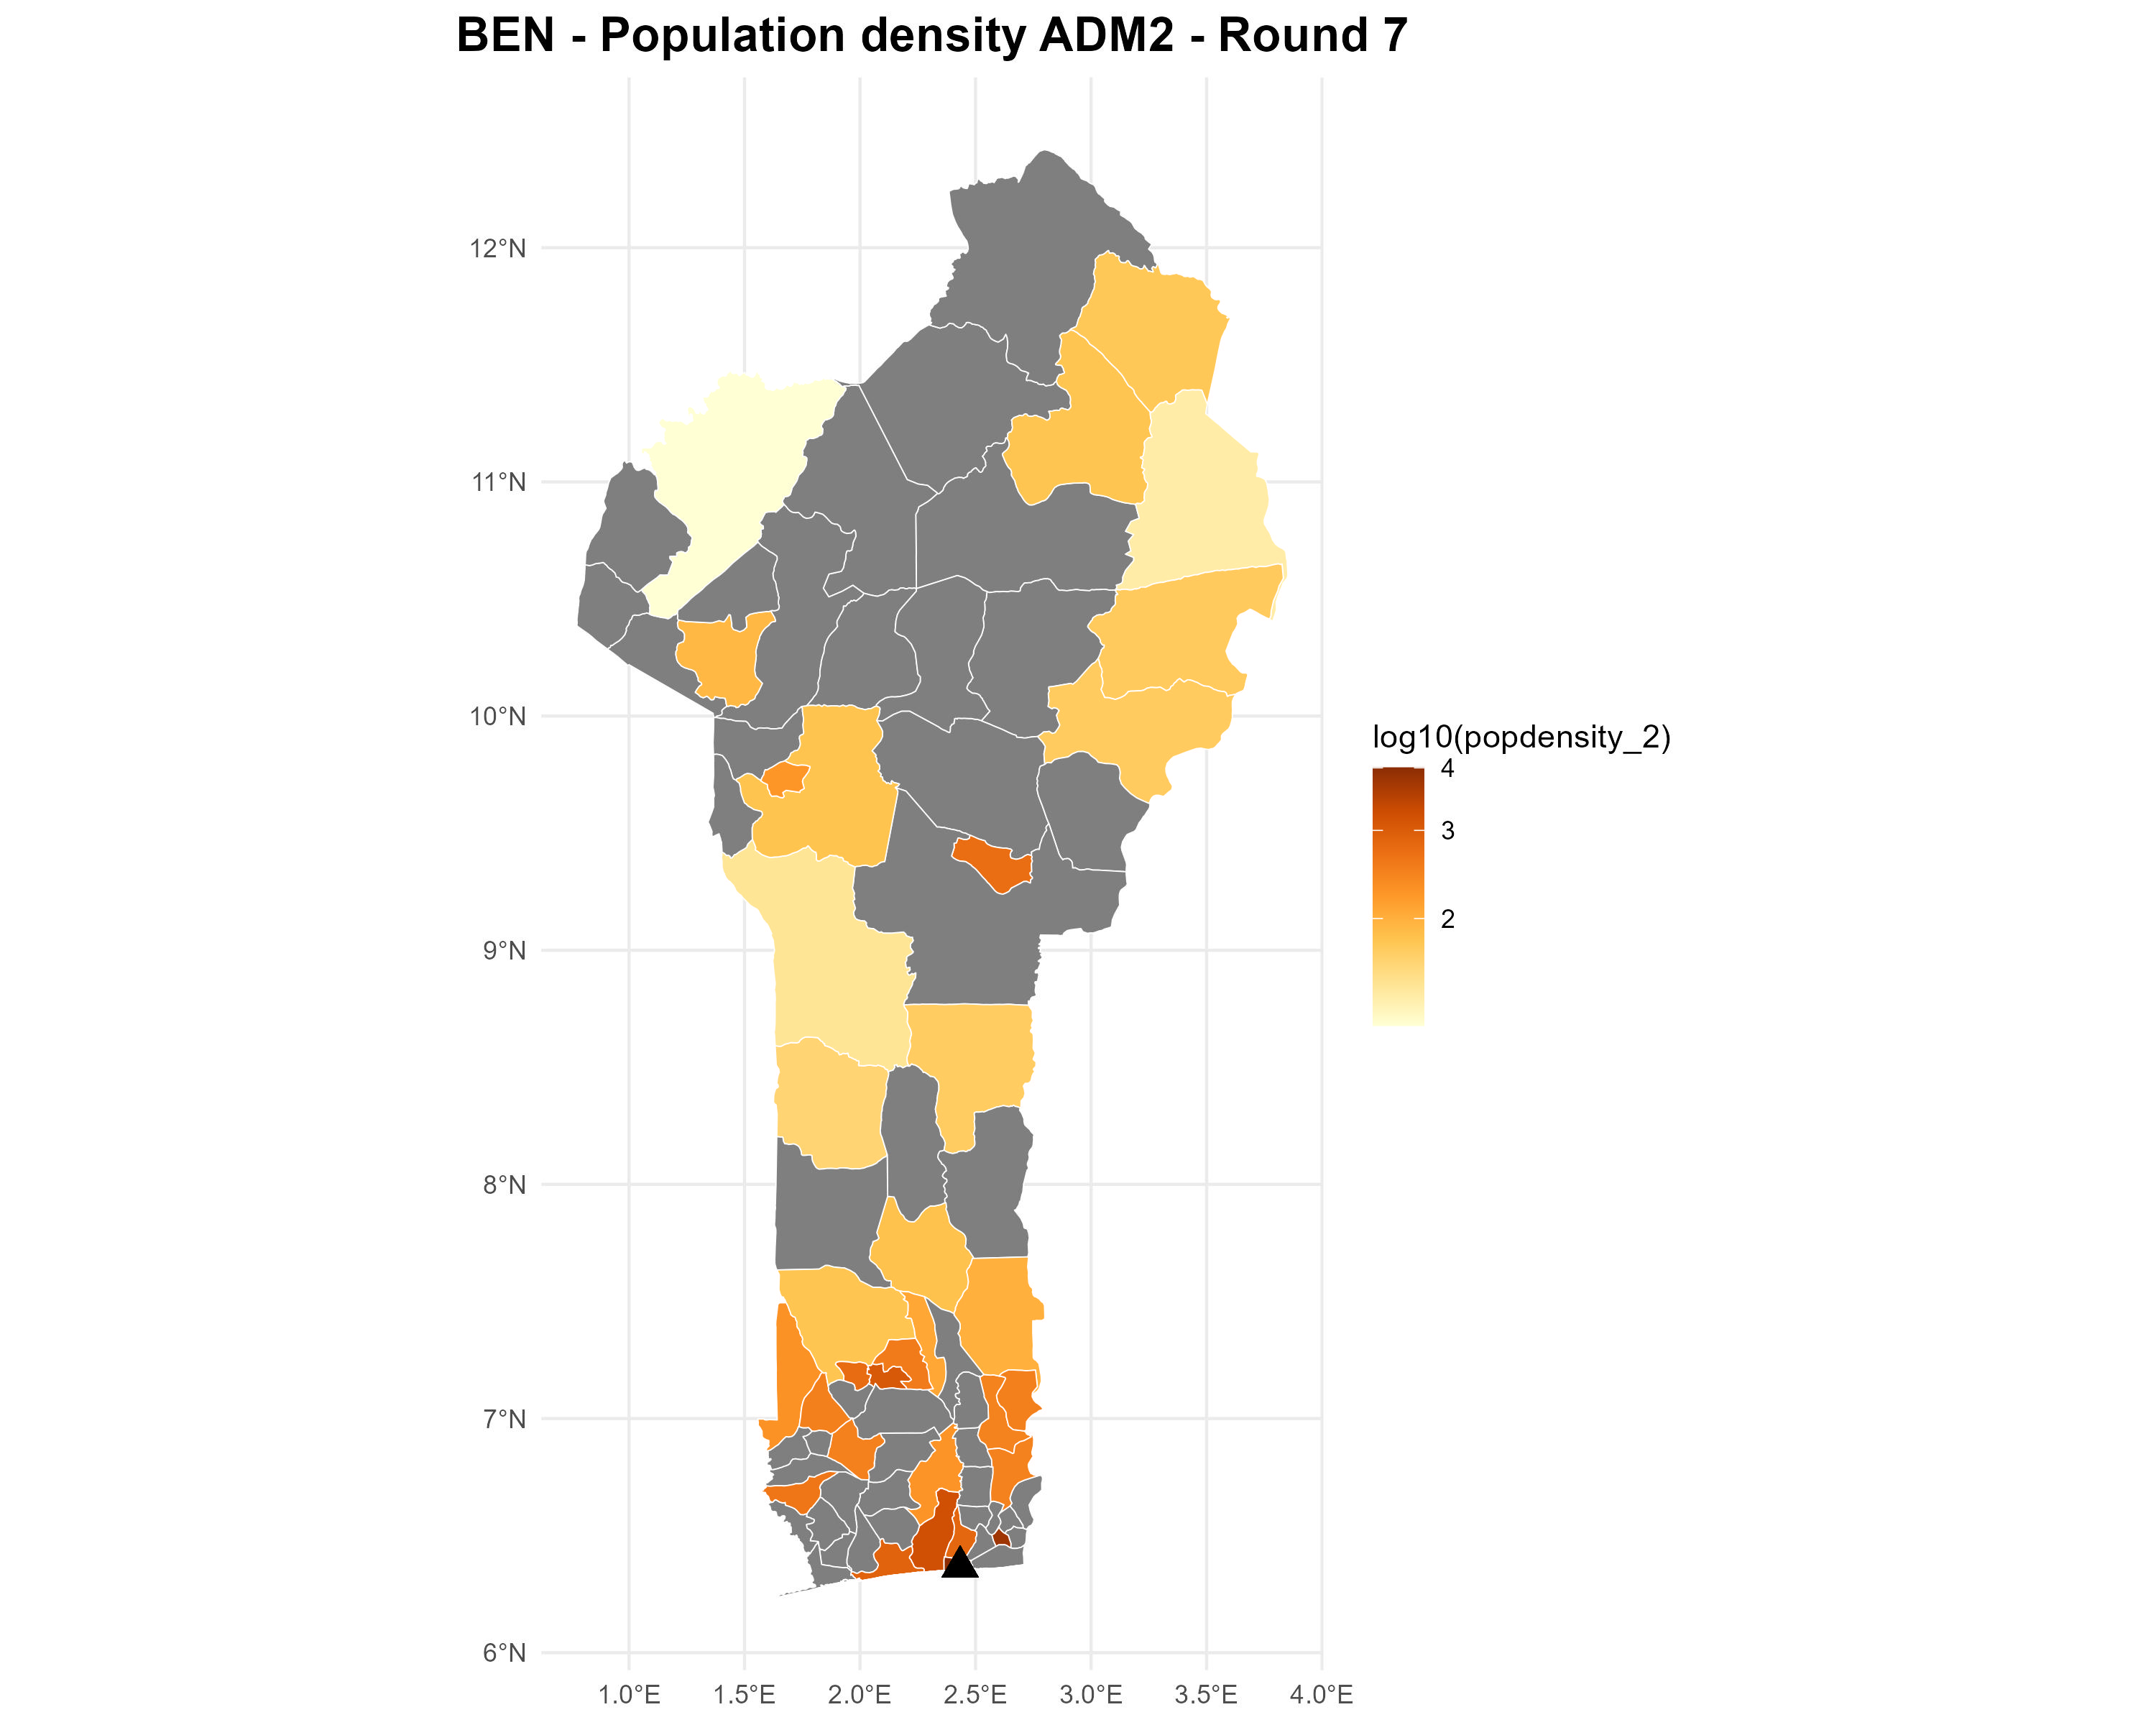 BEN - Population density ADM2 - Round 7
12°N
11°N
10°N
9°N
8°N
7°N
6°N
1.0°E 1.5°E 2.0°E 2.5°E 3.0°E 3.5°E 4.0°E
log10(popdensity_2)
4
3
2